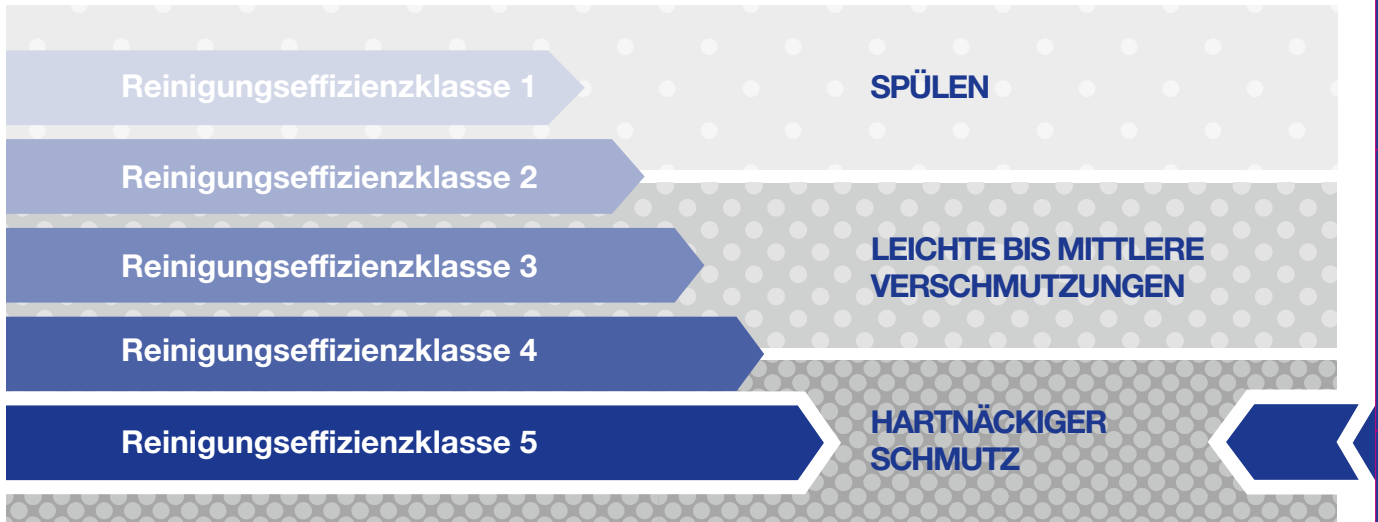 Reinigungseffizienzklasse 1
SPÜLEN
Reinigungseffizienzklasse 2
Reinigungseffizienzklasse 3
LEICHTE BIS MITTLERE
VERSCHMUTZUNGEN
Reinigungseffizienzklasse 4
Reinigungseffizienzklasse 5
HARTNÄCKIGER
SCHMUTZ